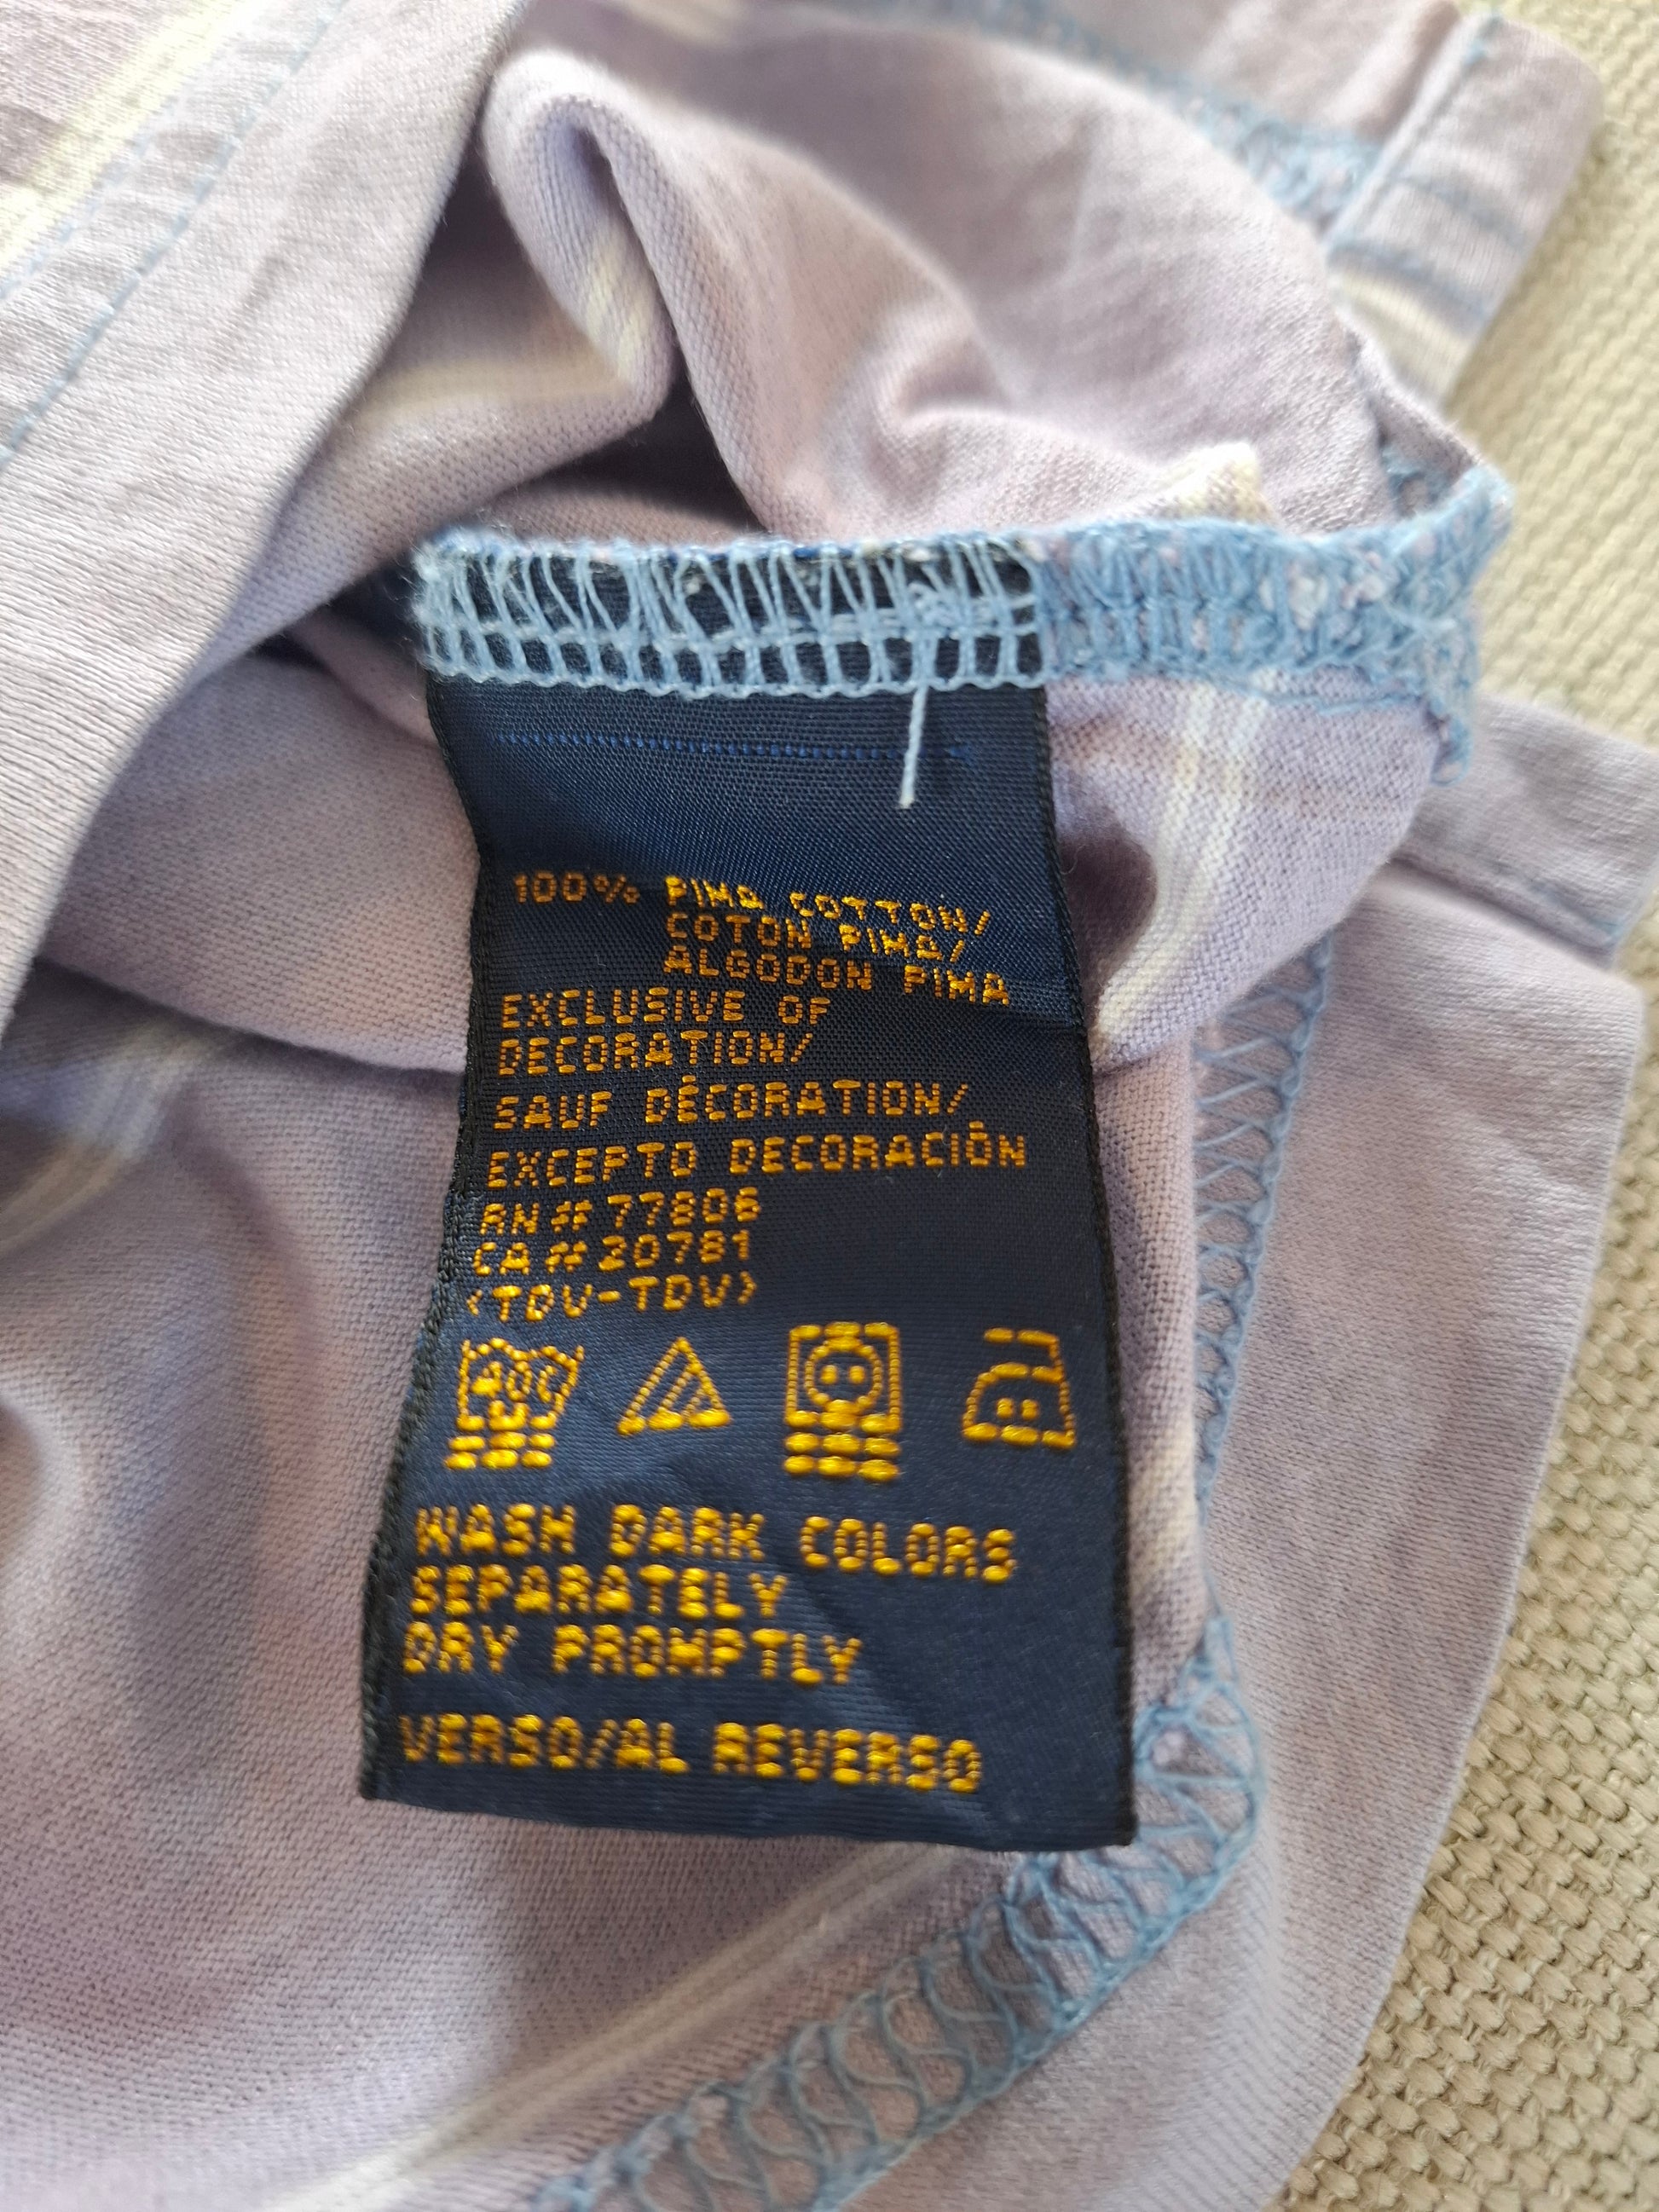 100% PIMA COTTON/
COTON PIMA/
ALGODON PIMA
EXCLUSIVE OF
DECORATION/
SAUF DÉCORATION/
EXCEPTO DECORACIÓN
RN#77806
CA#20781
<TDV-TDV>
40C
WASH DARK COLORS
SEPARATELY
DRY PROMPTLY
VERSO/AL REVERSO